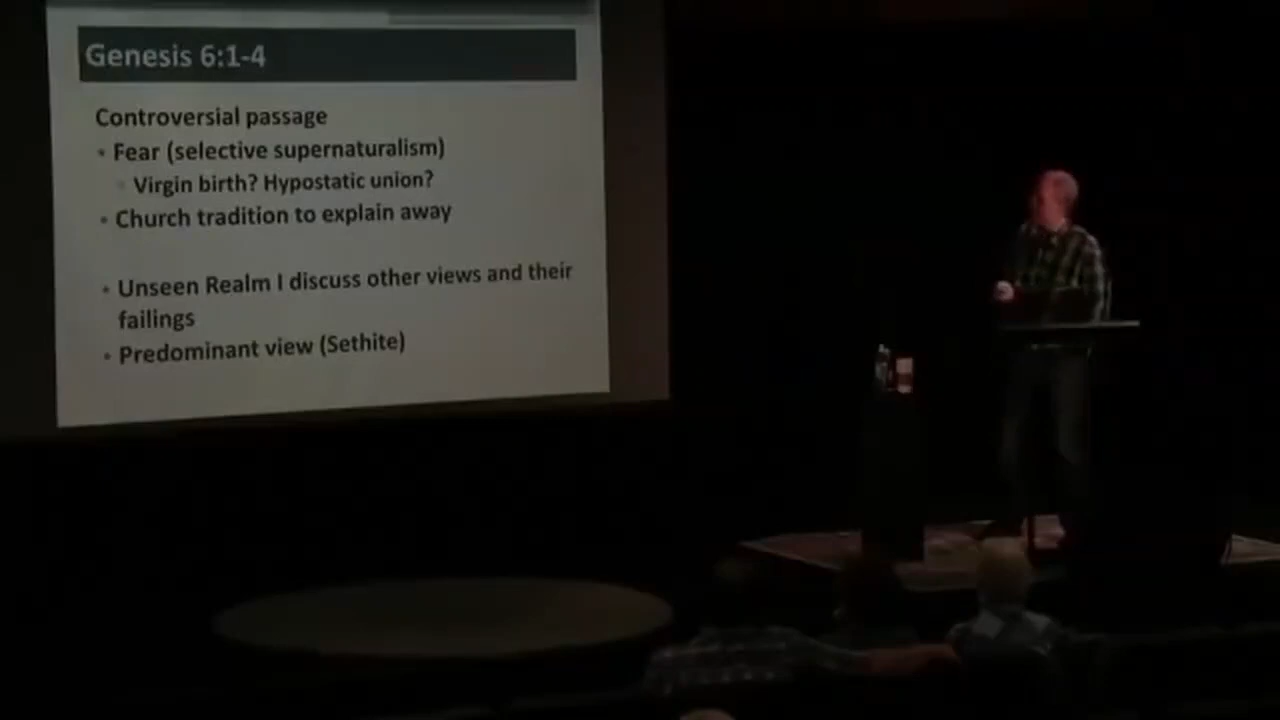 Genesis 6:1-4
Controversial passage
• Fear (selective supernaturalism)
• Virgin birth? Hypostatic union?
• Church tradition to explain away
• Unseen Realm I discuss other views and their
failings
• Predominant view (Sethite)